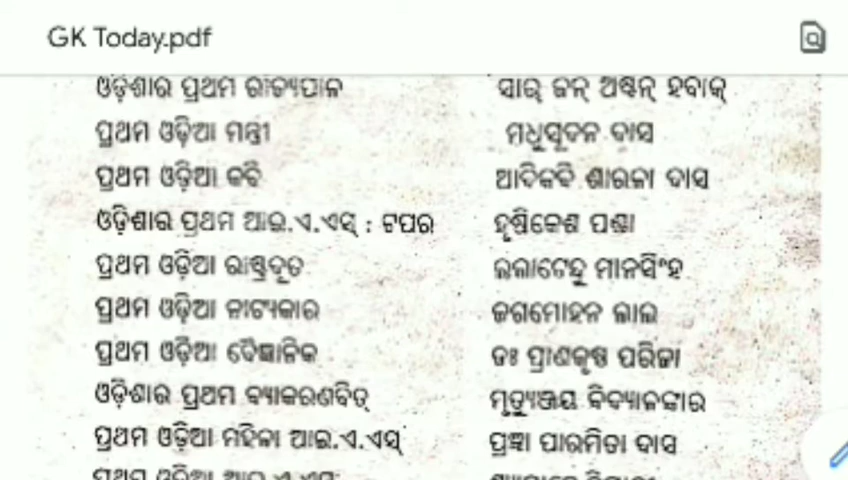 GK Today.pdf
ଓଡ଼ିଶାର ପ୍ରଥମ ରାଜ୍ୟପାଳ ସାର୍ ଜନ୍ ଅଷ୍ଟନ୍ ହବାକ୍
ପ୍ରଥମ ଓଡ଼ିଆ ମନ୍ତ୍ରୀ ମଧୁସୂଦନ ଦାସ
ପ୍ରଥମ ଓଡ଼ିଆ କବି ଆଦିକବି ଶାରଳା ଦାସ
ଓଡ଼ିଶାର ପ୍ରଥମ ଆଇ.ଏ.ଏସ୍ : ଟପର ହୃଷିକେଶ ପଣ୍ଡା
ପ୍ରଥମ ଓଡ଼ିଆ ରାଷ୍ଟ୍ରଦୂତ ଲଲାଟେନ୍ଦୁ ମାନସିଂହ
ପ୍ରଥମ ଓଡ଼ିଆ ନାଟ୍ୟକାର ଜଗମୋହନ ଲାଲ
ପ୍ରଥମ ଓଡ଼ିଆ ବୈଜ୍ଞାନିକ ଡଃ ପ୍ରାଣକୃଷ୍ଣ ପରିଜା
ଓଡ଼ିଶାର ପ୍ରଥମ ବ୍ୟାକରଣବିତ୍ ମୃତ୍ୟୁଞ୍ଜୟ ବିଦ୍ୟାଳଙ୍କାର
ପ୍ରଥମ ଓଡ଼ିଆ ମହିଳା ଆଇ.ଏ.ଏସ୍ ପ୍ରଜ୍ଞା ପାରମିତା ଦାସ